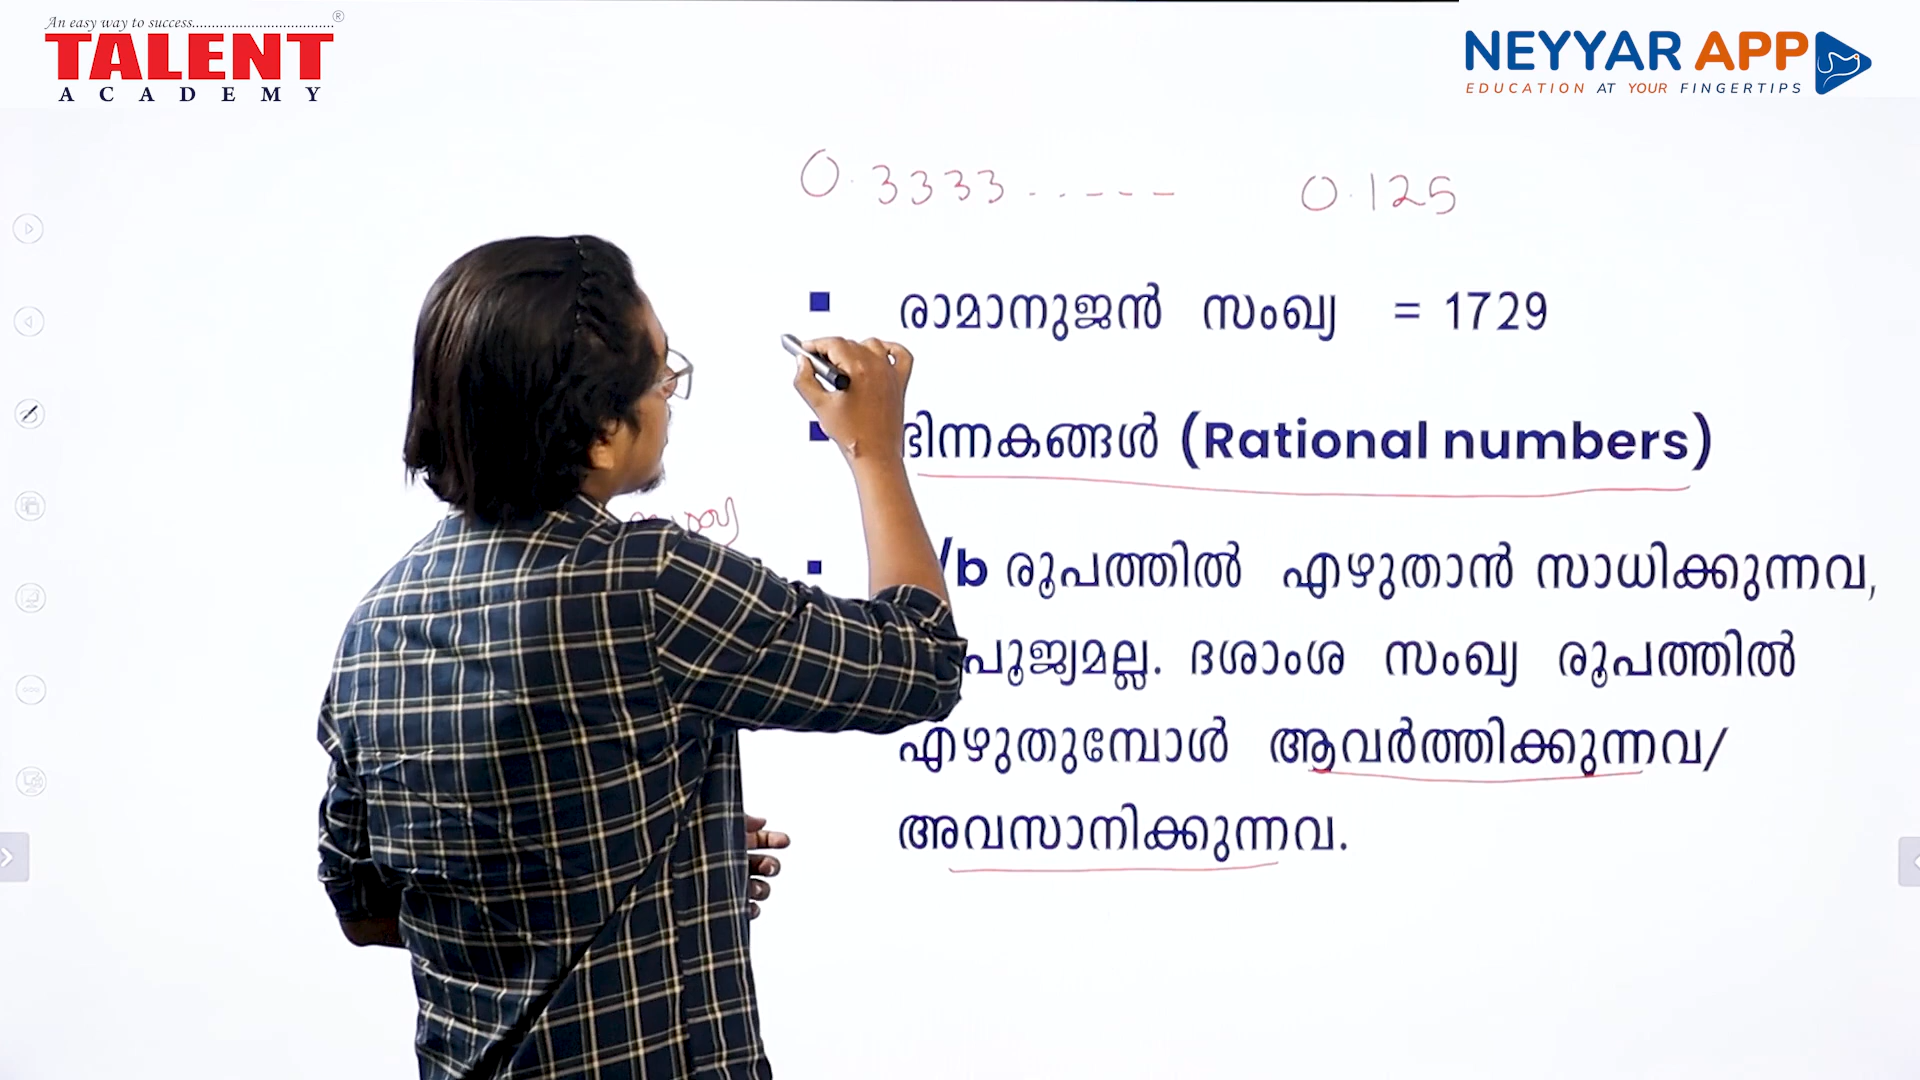 An easy way to success.................................... ®
TALENT
ACADEMY
NEYYAR APP
EDUCATION AT YOUR FINGERTIPS
0.3333..--- 0.125
▪ രാമാനുജൻ സംഖ്യ = 1729
▪ ഭിന്നകങ്ങൾ (Rational numbers)
▪ /b രൂപത്തിൽ എഴുതാൻ സാധിക്കുന്നവ,
പൂജ്യമല്ല. ദശാംശ സംഖ്യ രൂപത്തിൽ
എഴുതുമ്പോൾ ആവർത്തിക്കുന്നവ/
അവസാനിക്കുന്നവ.